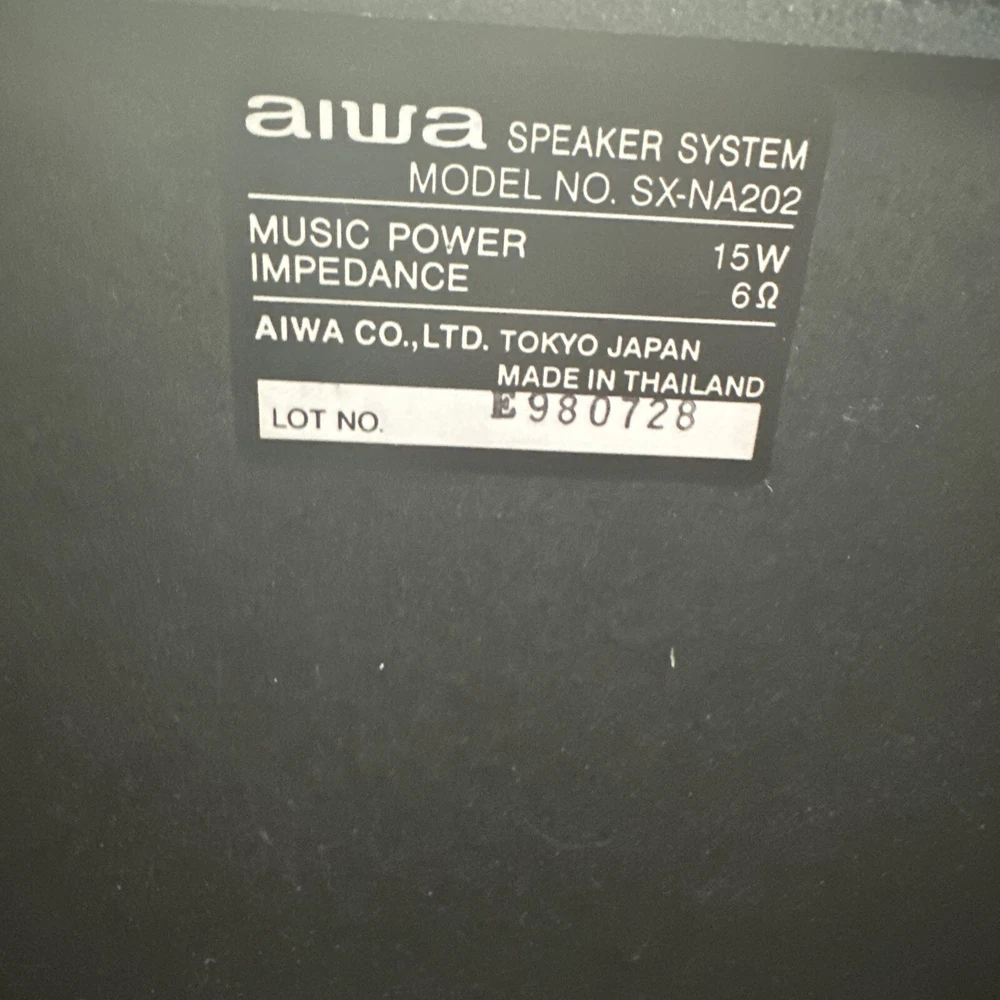 aiwa SPEAKER SYSTEM
MODEL NO. SX-NA202
MUSIC POWER 15W
IMPEDANCE 6Ω
AIWA CO.,LTD. TOKYO JAPAN
MADE IN THAILAND
LOT NO. E980728